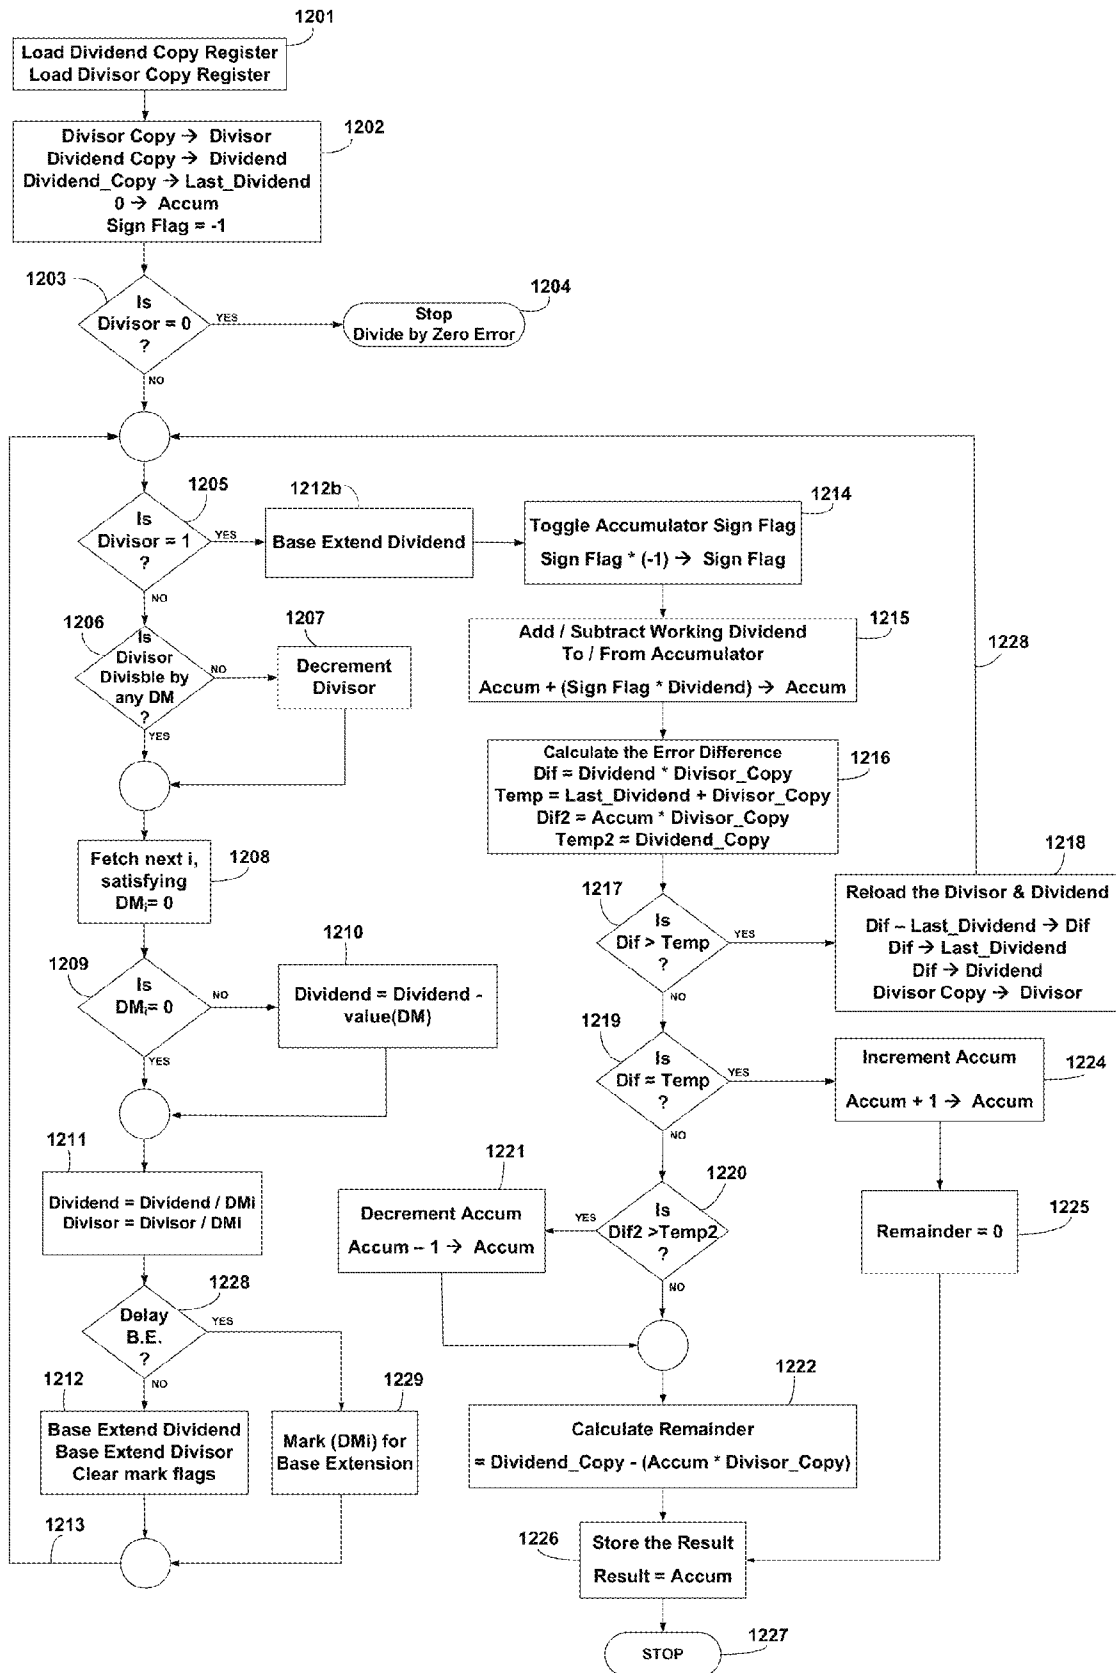 1201
Load Dividend Copy Register
Load Divisor Copy Register
1202
Divisor Copy → Divisor
Dividend Copy → Dividend
Dividend_Copy → Last_Dividend
0 → Accum
Sign Flag = -1
1203
Is
Divisor = 0
?
YES
NO
1204
Stop
Divide by Zero Error
1205
Is
Divisor = 1
?
YES
NO
1212b
Base Extend Dividend
1214
Toggle Accumulator Sign Flag
Sign Flag * (-1) → Sign Flag
1206
Is
Divisor
Divisble by
any DM
?
NO
YES
1207
Decrement
Divisor
1215
Add / Subtract Working Dividend
To / From Accumulator
Accum + (Sign Flag * Dividend) → Accum
1228
1216
Calculate the Error Difference
Dif = Dividend * Divisor_Copy
Temp = Last_Dividend + Divisor_Copy
Dif2 = Accum * Divisor_Copy
Temp2 = Dividend_Copy
1208
Fetch next i,
satisfying
DMi= 0
1217
Is
Dif > Temp
?
YES
NO
1218
Reload the Divisor & Dividend
Dif – Last_Dividend → Dif
Dif → Last_Dividend
Dif → Dividend
Divisor Copy → Divisor
1209
Is
DMi= 0
?
NO
YES
1210
Dividend = Dividend -
value(DM)
1219
Is
Dif = Temp
?
YES
NO
1224
Increment Accum
Accum + 1 → Accum
1211
Dividend = Dividend / DMi
Divisor = Divisor / DMi
1221
Decrement Accum
Accum – 1 → Accum
1220
Is
Dif2 >Temp2
?
YES
NO
1225
Remainder = 0
1228
Delay
B.E.
?
YES
NO
1212
Base Extend Dividend
Base Extend Divisor
Clear mark flags
1229
Mark (DMi) for
Base Extension
1222
Calculate Remainder
= Dividend_Copy - (Accum * Divisor_Copy)
1213
1226
Store the Result
Result = Accum
STOP
1227